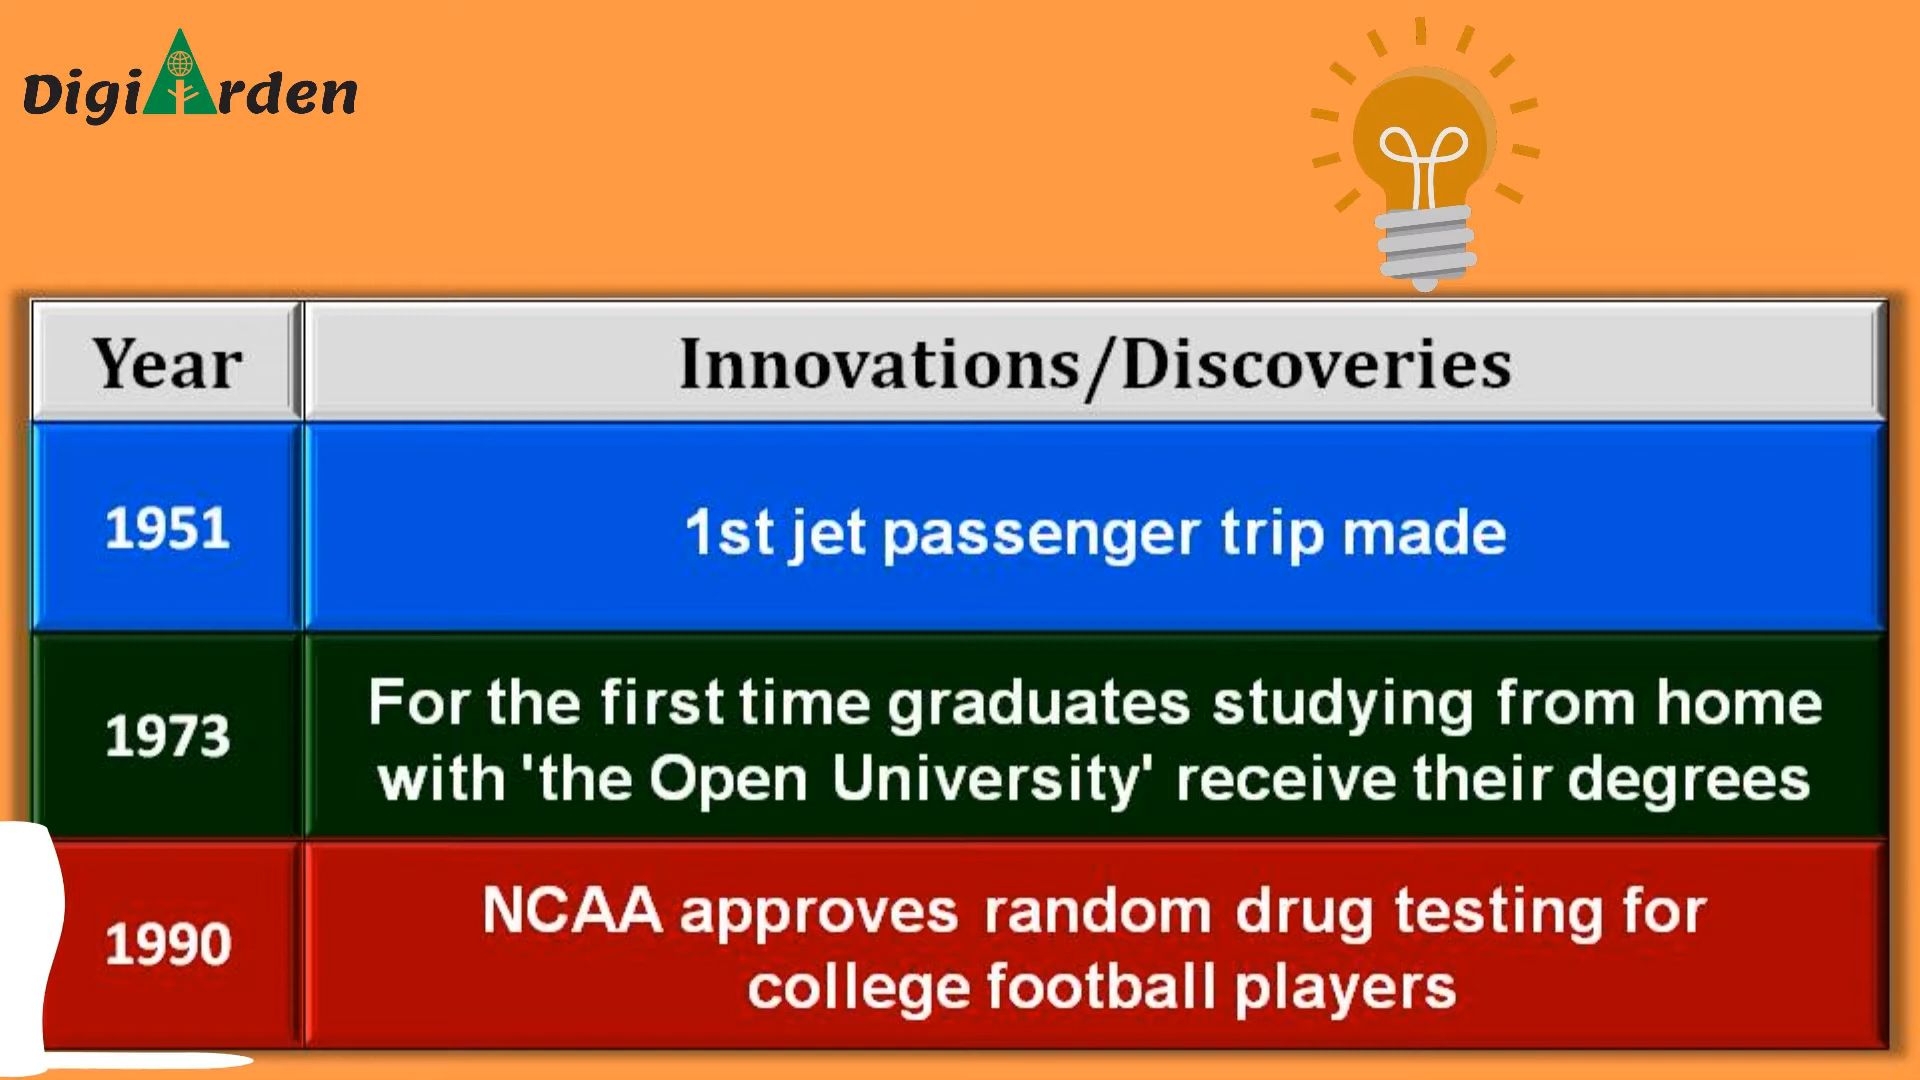 DigiArden
Year
Innovations/Discoveries
1951
1st jet passenger trip made
1973
For the first time graduates studying from home
with 'the Open University' receive their degrees
1990
NCAA approves random drug testing for
college football players